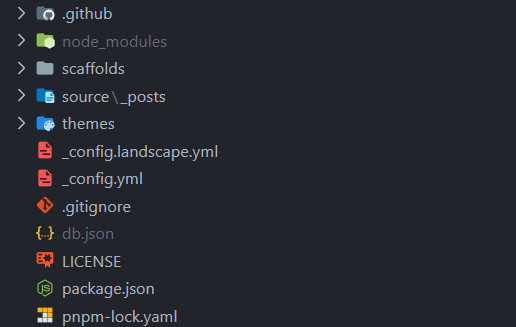 .github
node_modules
scaffolds
source\_posts
themes
_config.landscape.yml
_config.yml
.gitignore
db.json
LICENSE
package.json
pnpm-lock.yaml